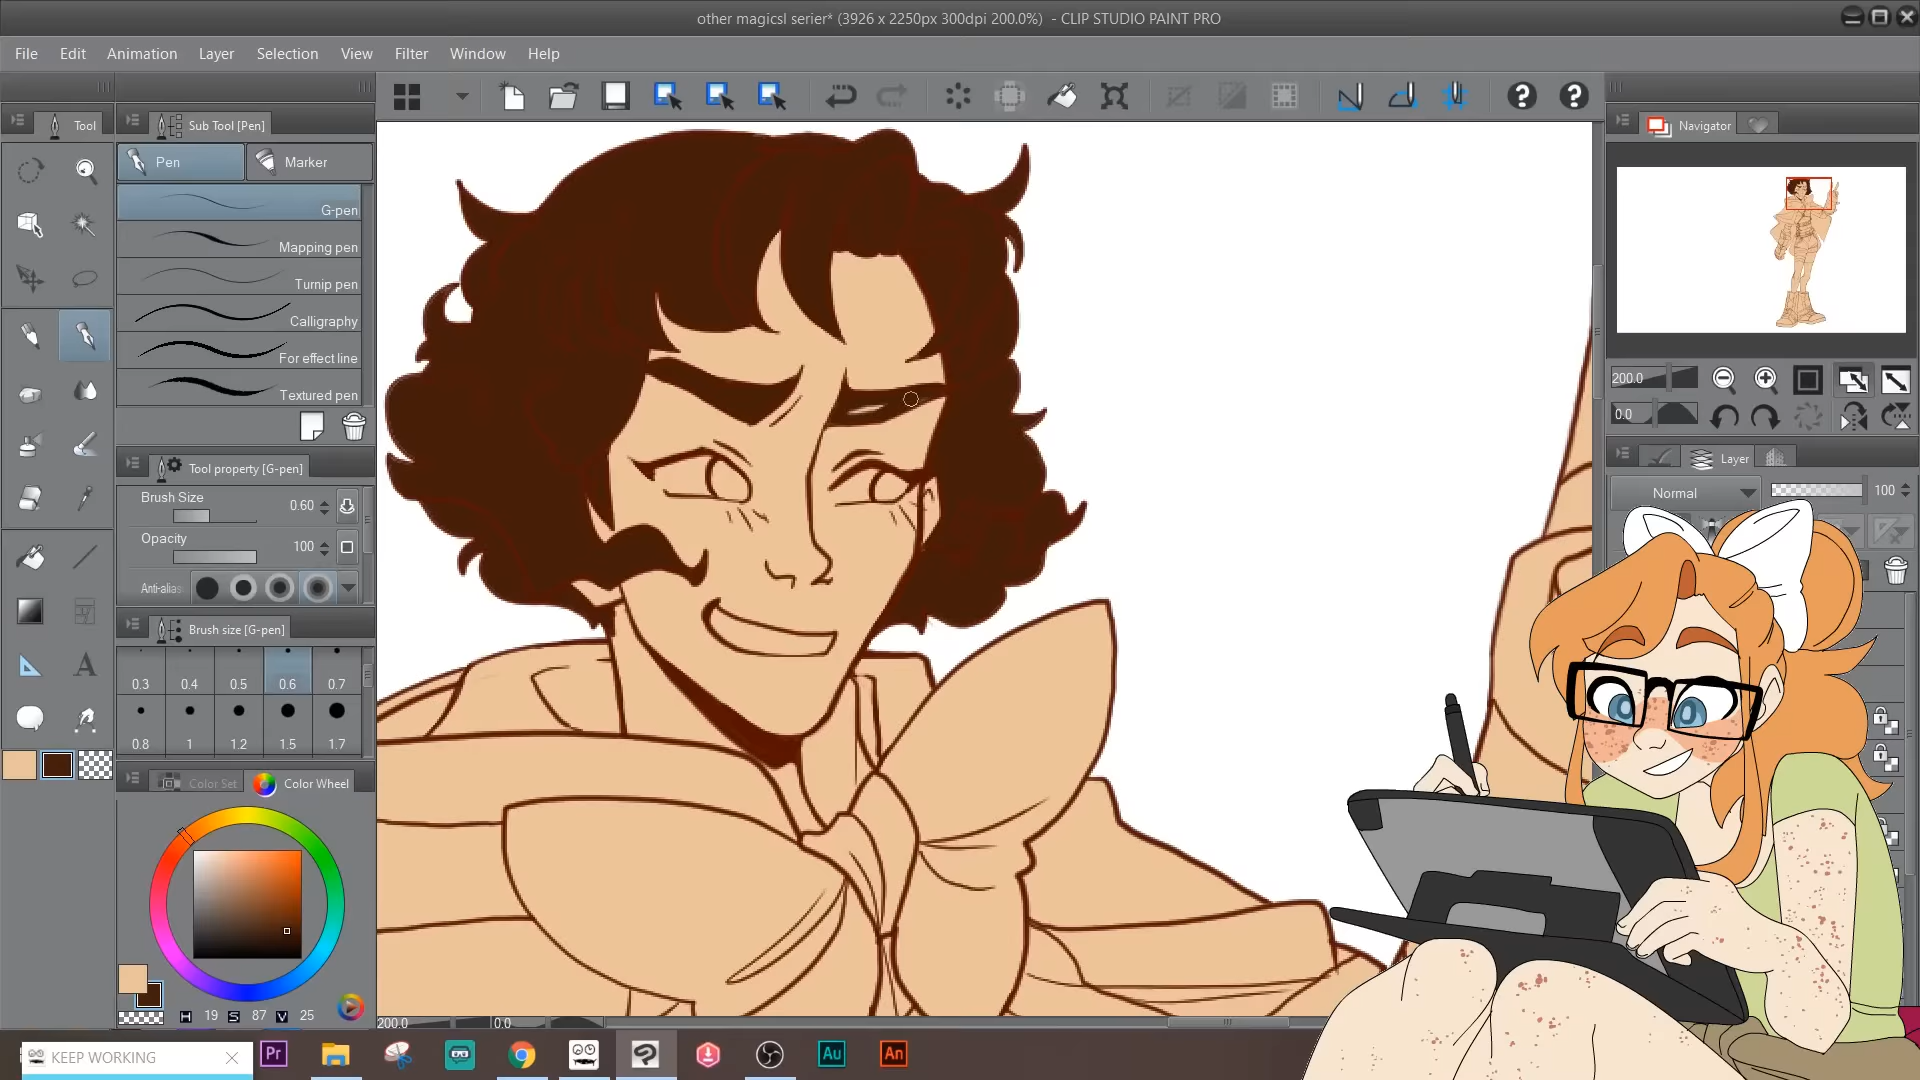 other magicsl serier* (3926 x 2250px 300dpi 200.0%) - CLIP STUDIO PAINT PRO
File Edit Animation Layer Selection View Filter Window Help
Tool
Sub Tool [Pen]
Navigator
Pen
Marker
G-pen
Mapping pen
Turnip pen
Calligraphy
For effect line
Textured pen
200.0
0.0
Tool property [G-pen]
Layer
Brush Size 0.60
Normal 100
Opacity 100
Anti-alias
Brush size [G-pen]
0.3 0.4 0.5 0.6 0.7
0.8 1 1.2 1.5 1.7
Color Set
Color Wheel
H 19 S 87 V 25
200.0 0.0
KEEP WORKING
Pr
Au
An